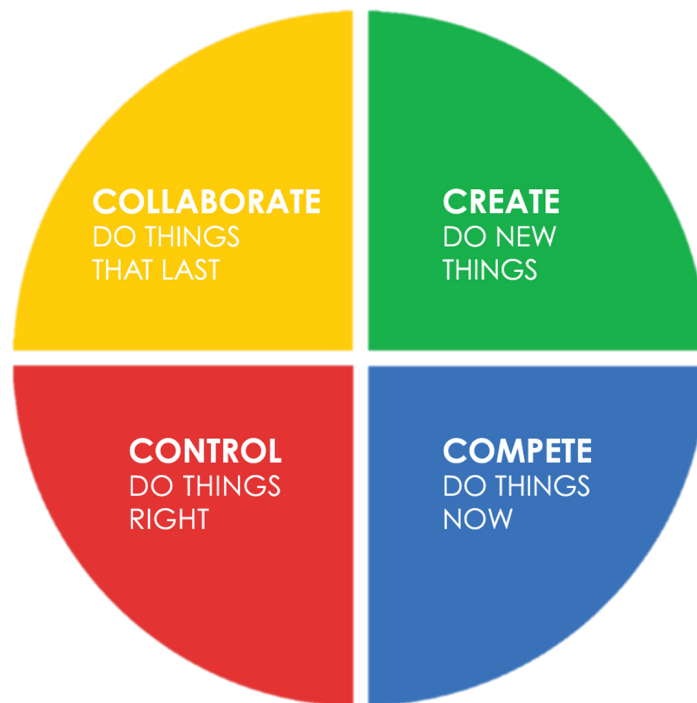 COLLABORATE
DO THINGS
THAT LAST
CREATE
DO NEW
THINGS
CONTROL
DO THINGS
RIGHT
COMPETE
DO THINGS
NOW